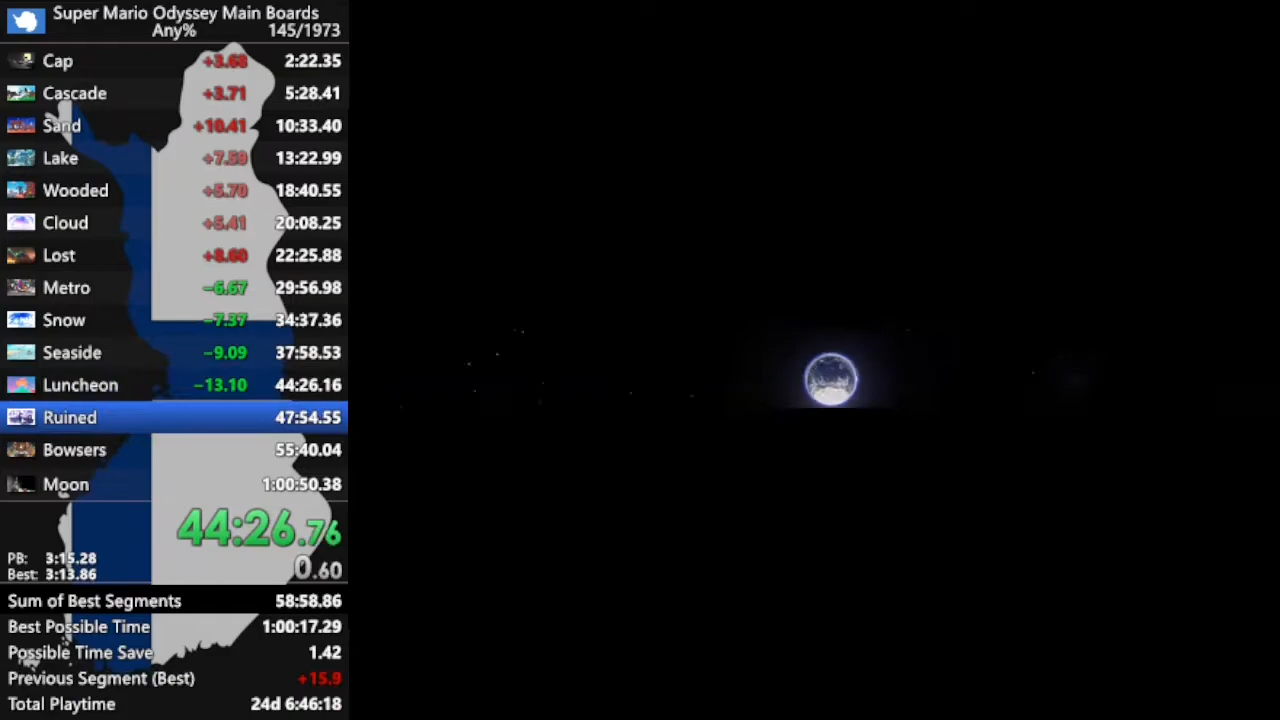 Super Mario Odyssey Main Boards
Any% 145/1973
Cap +3.68 2:22.35
Cascade +3.71 5:28.41
Sand +10.41 10:33.40
Lake +7.59 13:22.99
Wooded +5.70 18:40.55
Cloud +5.41 20:08.25
Lost +8.60 22:25.88
Metro −6.67 29:56.98
Snow −7.37 34:37.36
Seaside −9.09 37:58.53
Luncheon −13.10 44:26.16
Ruined 47:54.55
Bowsers 55:40.04
Moon 1:00:50.38
44:26.76
PB: 3:15.28
Best: 3:13.86 0.60
Sum of Best Segments 58:58.86
Best Possible Time 1:00:17.29
Possible Time Save 1.42
Previous Segment (Best) +15.9
Total Playtime 24d 6:46:18